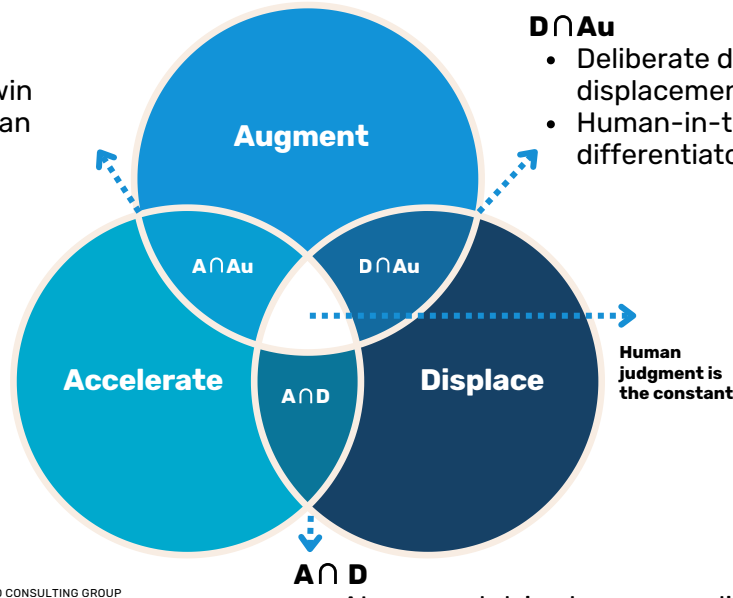 D∩Au
• Deliberate
displacemen
• Human-in-t
differentiato
win
an
Augment
A∩Au
D∩Au
Accelerate
Displace
A∩D
Human
judgment is
the constant
A∩ D
CONSULTING GROUP